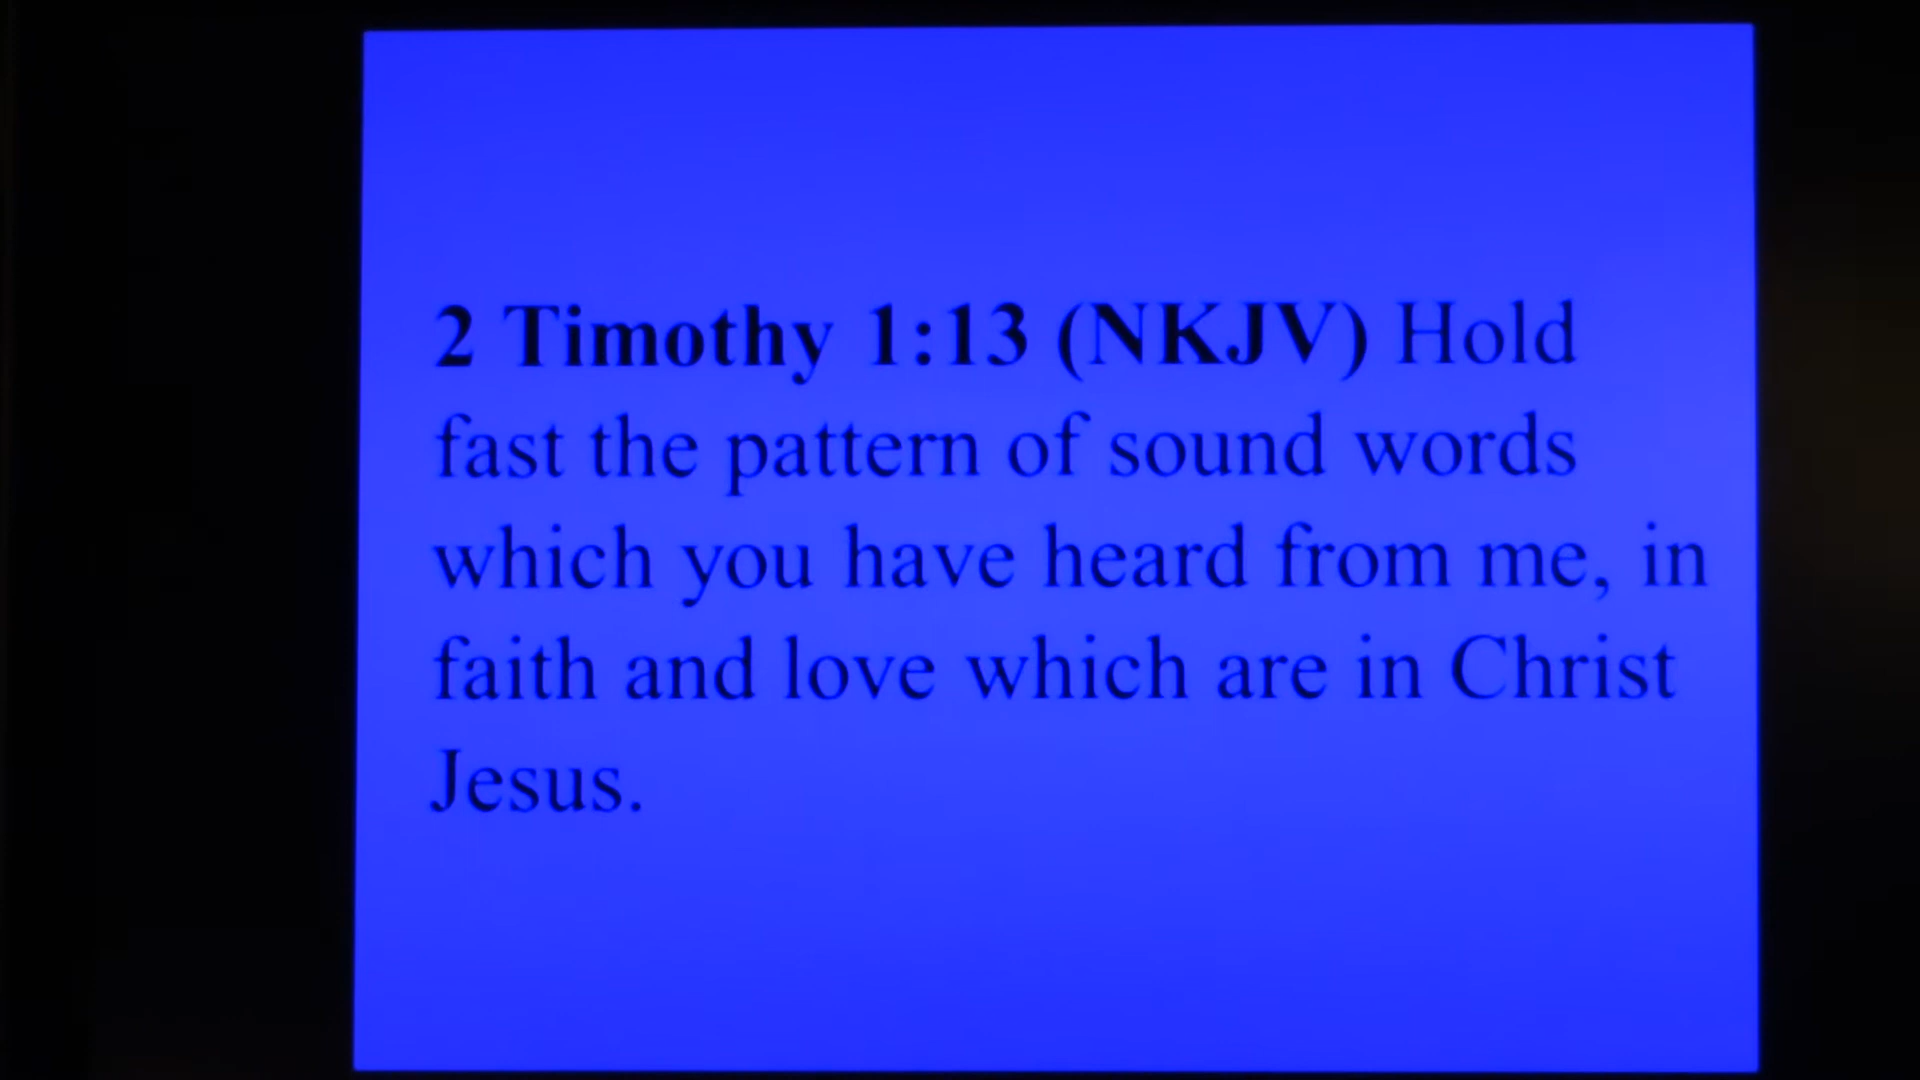 2 Timothy 1:13 (NKJV) Hold
fast the pattern of sound words
which you have heard from me, in
faith and love which are in Christ
Jesus.